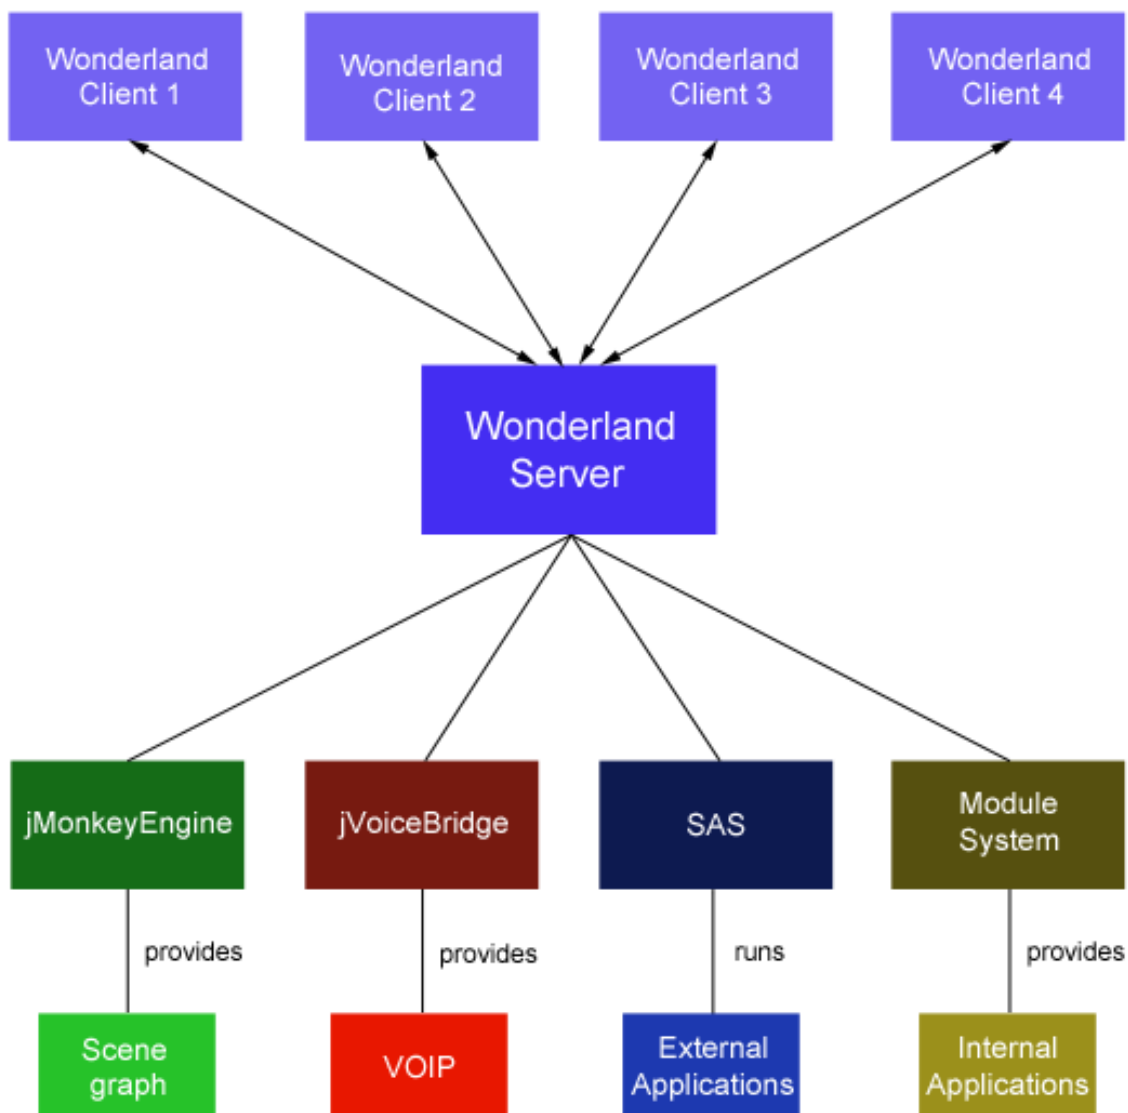 Wonderland
Client 1
Wonderland
Client 2
Wonderland
Client 3
Wonderland
Client 4
Wonderland
Server
jMonkeyEngine
jVoiceBridge
SAS
Module
System
provides
provides
runs
provides
Scene
graph
VOIP
External
Applications
Internal
Applications